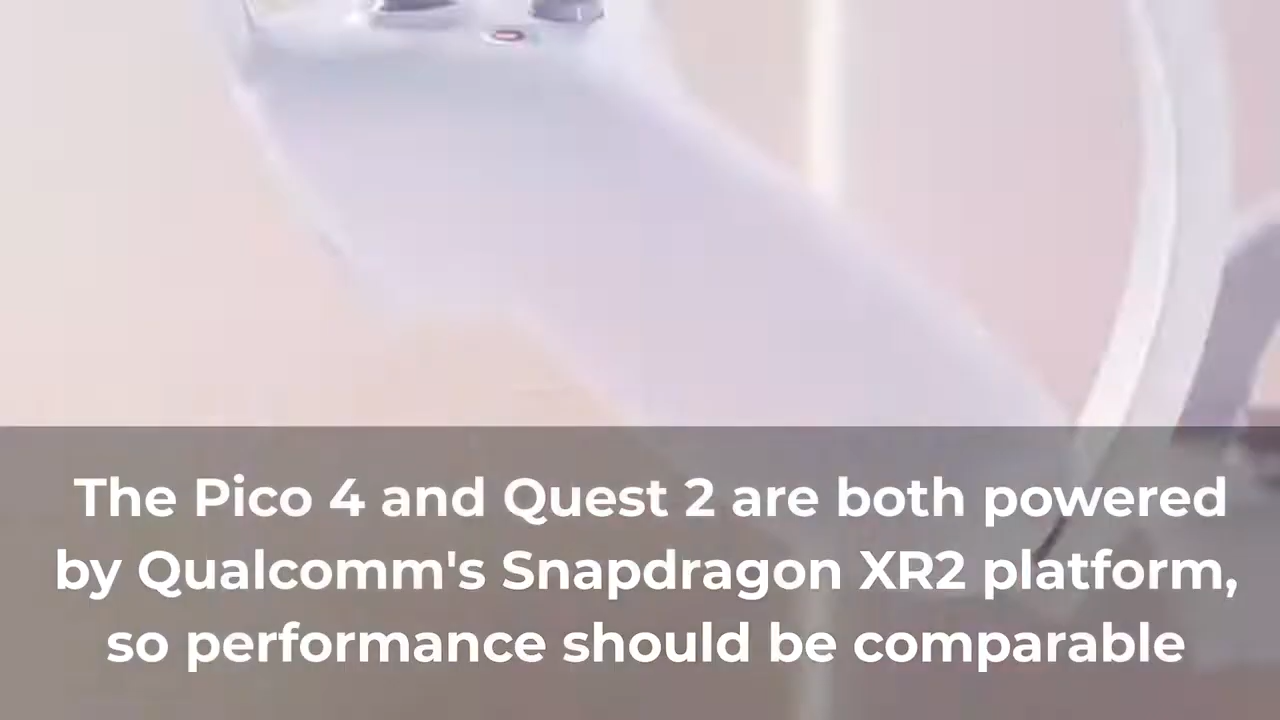 The Pico 4 and Quest 2 are both powered
by Qualcomm's Snapdragon XR2 platform,
so performance should be comparable